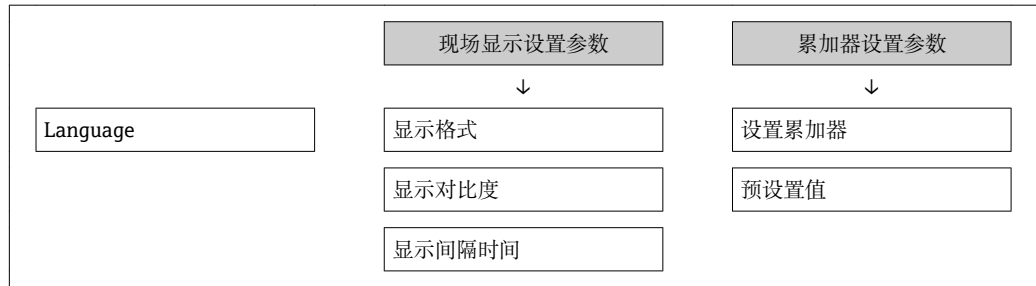 现场显示设置参数
累加器设置参数
↓
↓
Language
显示格式
设置累加器
显示对比度
预设置值
显示间隔时间